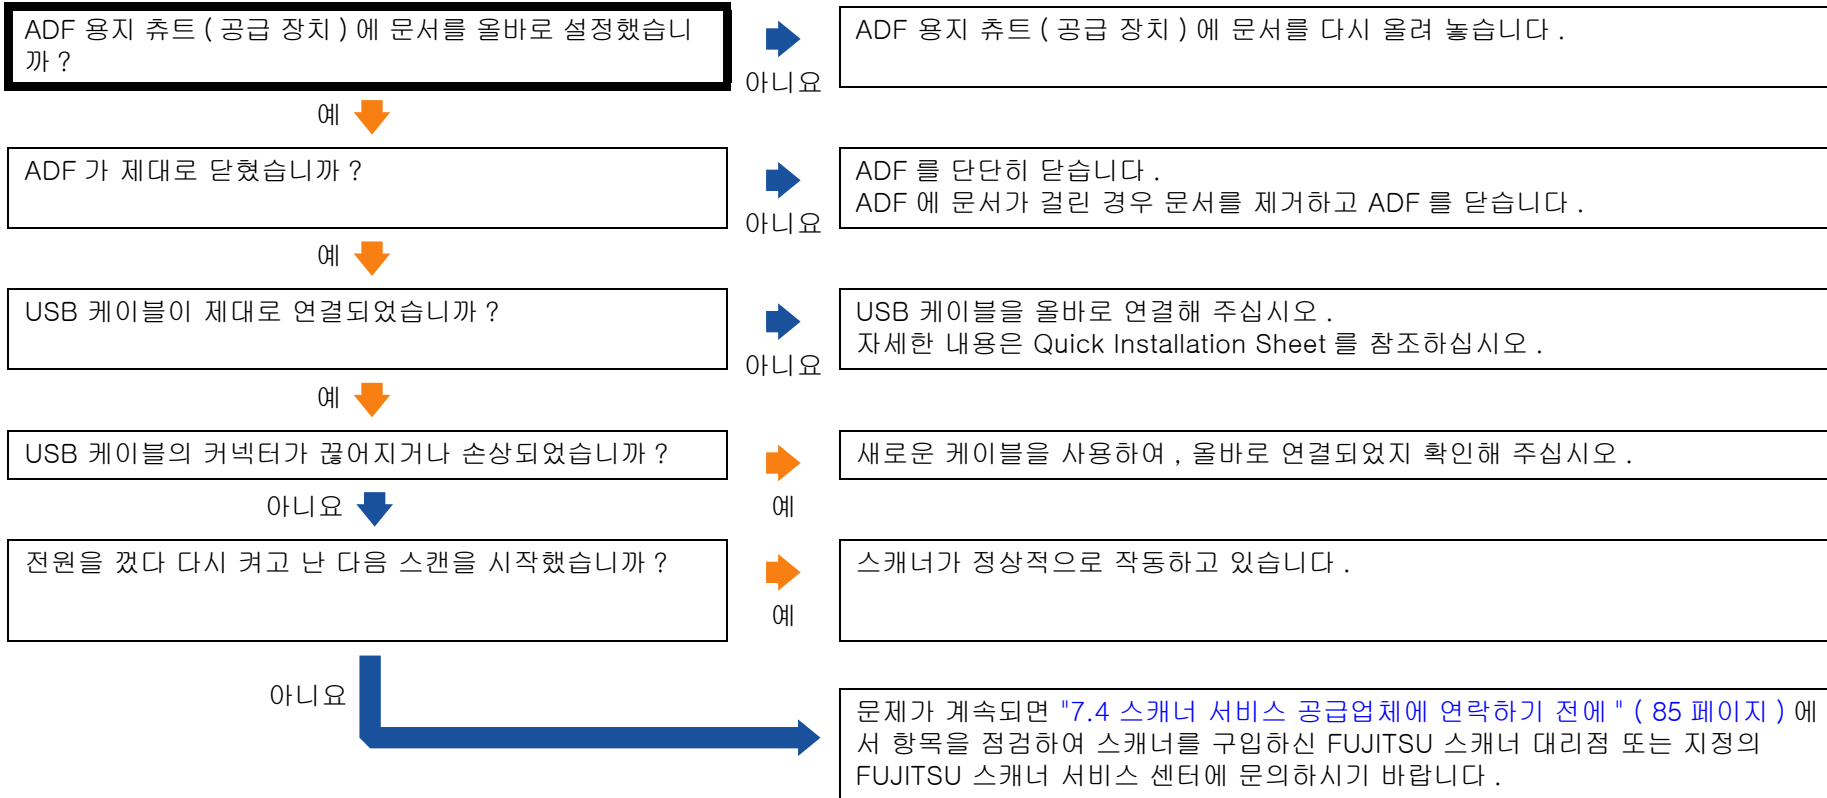 ADF 용지 츄트 ( 공급 장치 ) 에 문서를 올바로 설정했습니
까 ?
아니요
ADF 용지 츄트 ( 공급 장치 ) 에 문서를 다시 올려 놓습니다 .
예
ADF 가 제대로 닫혔습니까 ?
아니요
ADF 를 단단히 닫습니다 .
ADF 에 문서가 걸린 경우 문서를 제거하고 ADF 를 닫습니다 .
예
USB 케이블이 제대로 연결되었습니까 ?
아니요
USB 케이블을 올바로 연결해 주십시오 .
자세한 내용은 Quick Installation Sheet 를 참조하십시오 .
예
USB 케이블의 커넥터가 끊어지거나 손상되었습니까 ?
예
새로운 케이블을 사용하여 , 올바로 연결되었지 확인해 주십시오 .
아니요
전원을 껐다 다시 켜고 난 다음 스캔을 시작했습니까 ?
예
스캐너가 정상적으로 작동하고 있습니다 .
아니요
문제가 계속되면 "7.4 스캐너 서비스 공급업체에 연락하기 전에 " ( 85 페이지 ) 에
서 항목을 점검하여 스캐너를 구입하신 FUJITSU 스캐너 대리점 또는 지정의
FUJITSU 스캐너 서비스 센터에 문의하시기 바랍니다 .